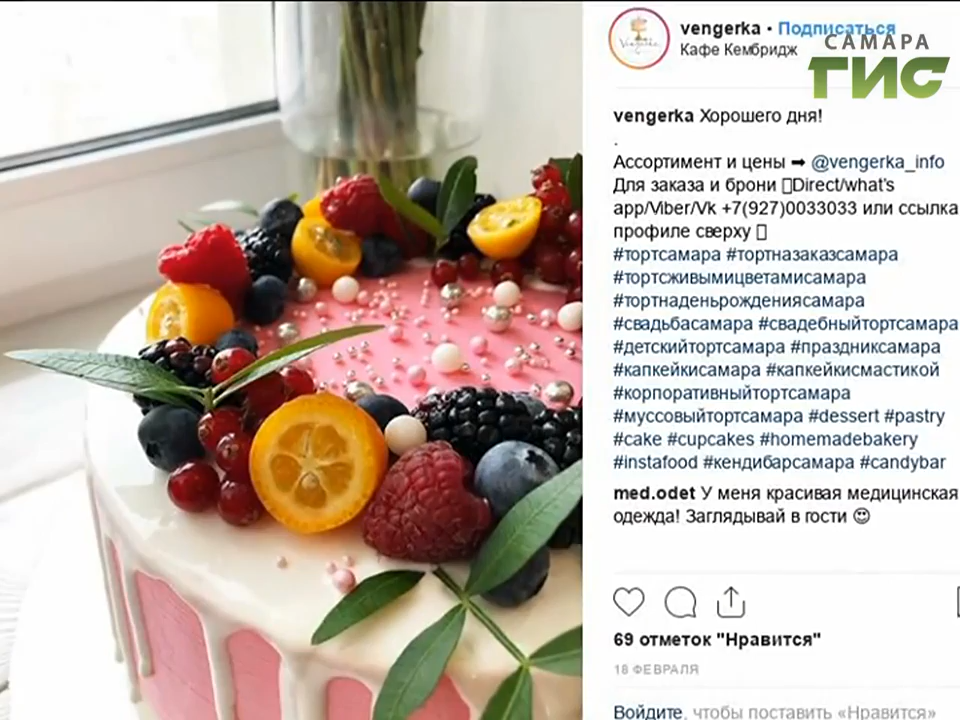 vengerka • Подписаться
Кафе Кембридж
САМАРА
ГИС
vengerka Хорошего дня!
.
Ассортимент и цены ➡ @vengerka_info
Для заказа и брони Direct/what's
app/Viber/Vk +7(927)0033033 или ссылка
профиле сверху
#тортсамара #тортназаказсамара
#тортсживымицветамисамара
#тортнаденьрождениясамара
#свадьбасамара #свадебныйтортсамара
#детскийтортсамара #праздниксамара
#капкейкисамара #капкейкисмастикой
#корпоративныйтортсамара
#муссовыйтортсамара #dessert #pastry
#cake #cupcakes #homemadebakery
#instafood #кендибарсамара #candybar
med.odet У меня красивая медицинская
одежда! Заглядывай в гости 😍
69 отметок "Нравится"
18 ФЕВРАЛЯ
Войдите, чтобы поставить «Нравится»